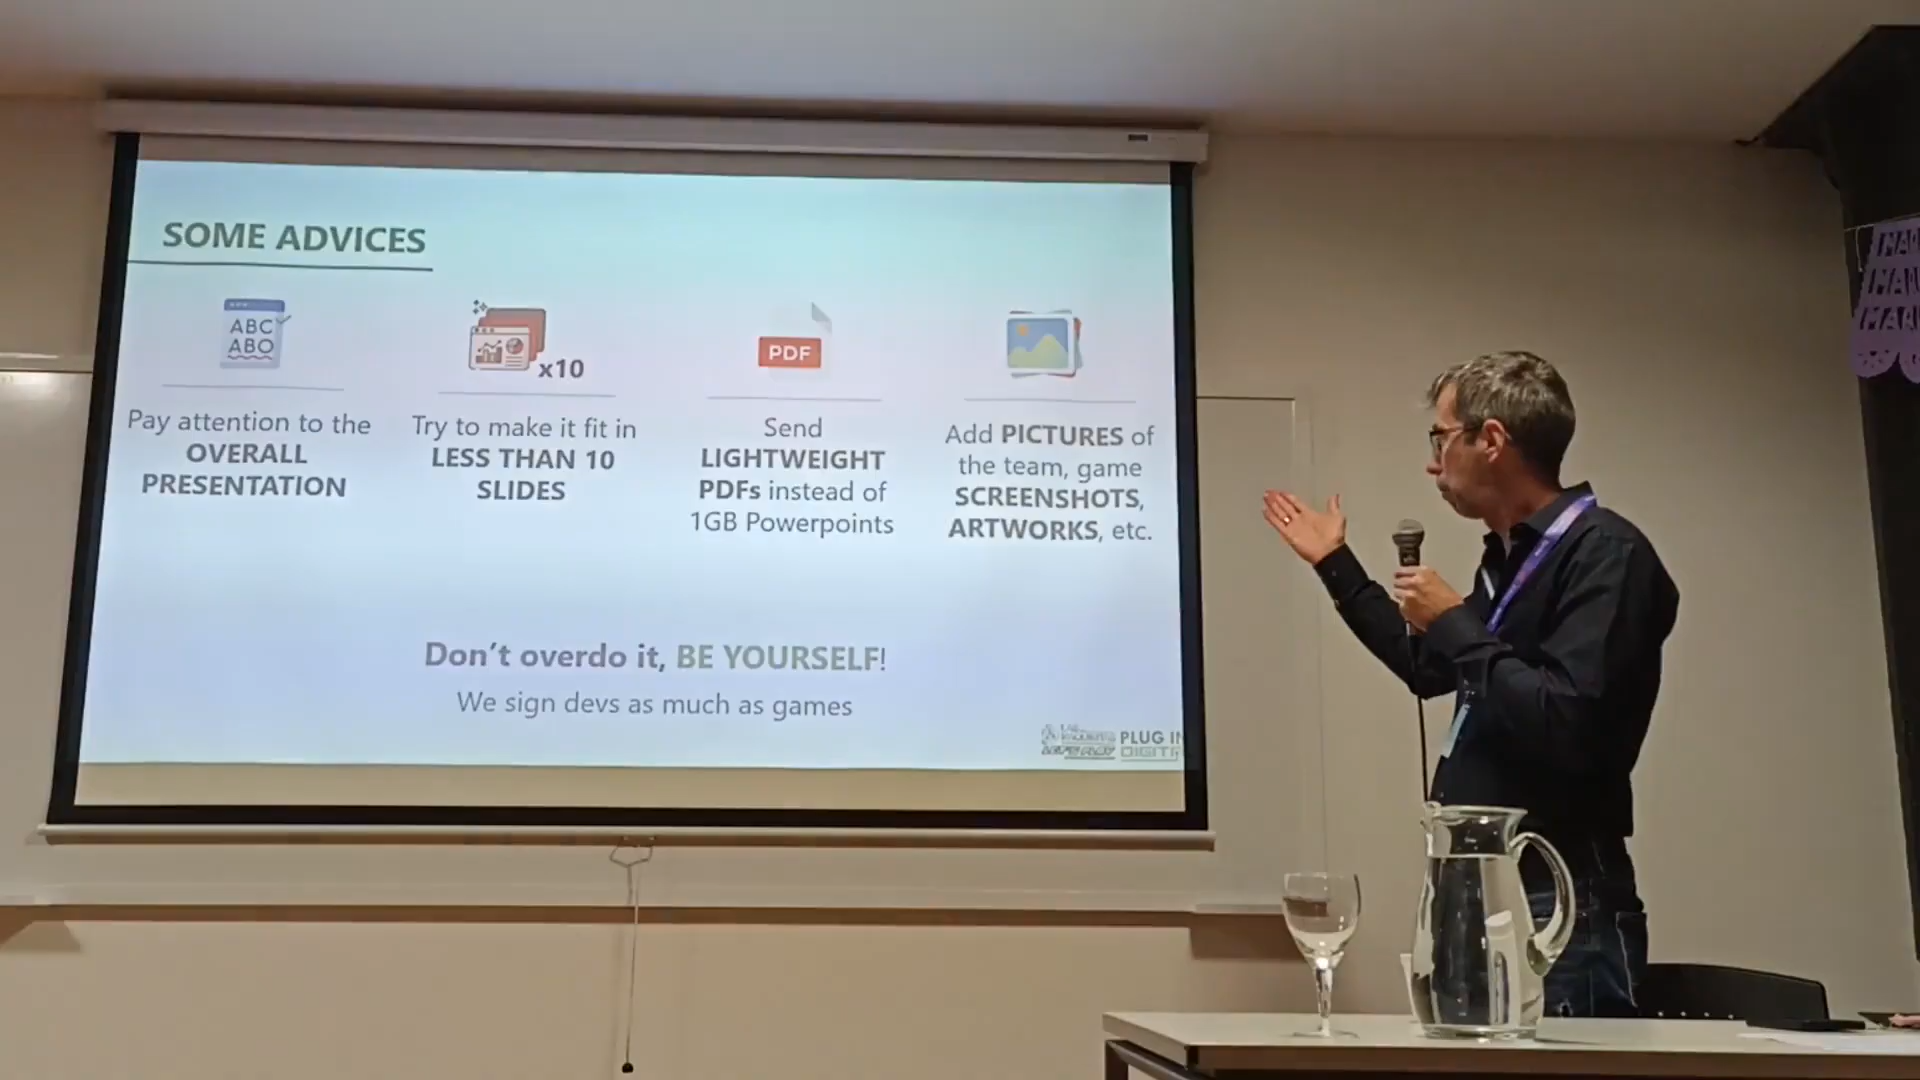 SOME ADVICES
ABC
ABO
x10
PDF
Pay attention to the
OVERALL
PRESENTATION
Try to make it fit in
LESS THAN 10
SLIDES
Send
LIGHTWEIGHT
PDFs instead of
1GB Powerpoints
Add PICTURES of
the team, game
SCREENSHOTS,
ARTWORKS, etc.
Don't overdo it, BE YOURSELF!
We sign devs as much as games
PLUG IN